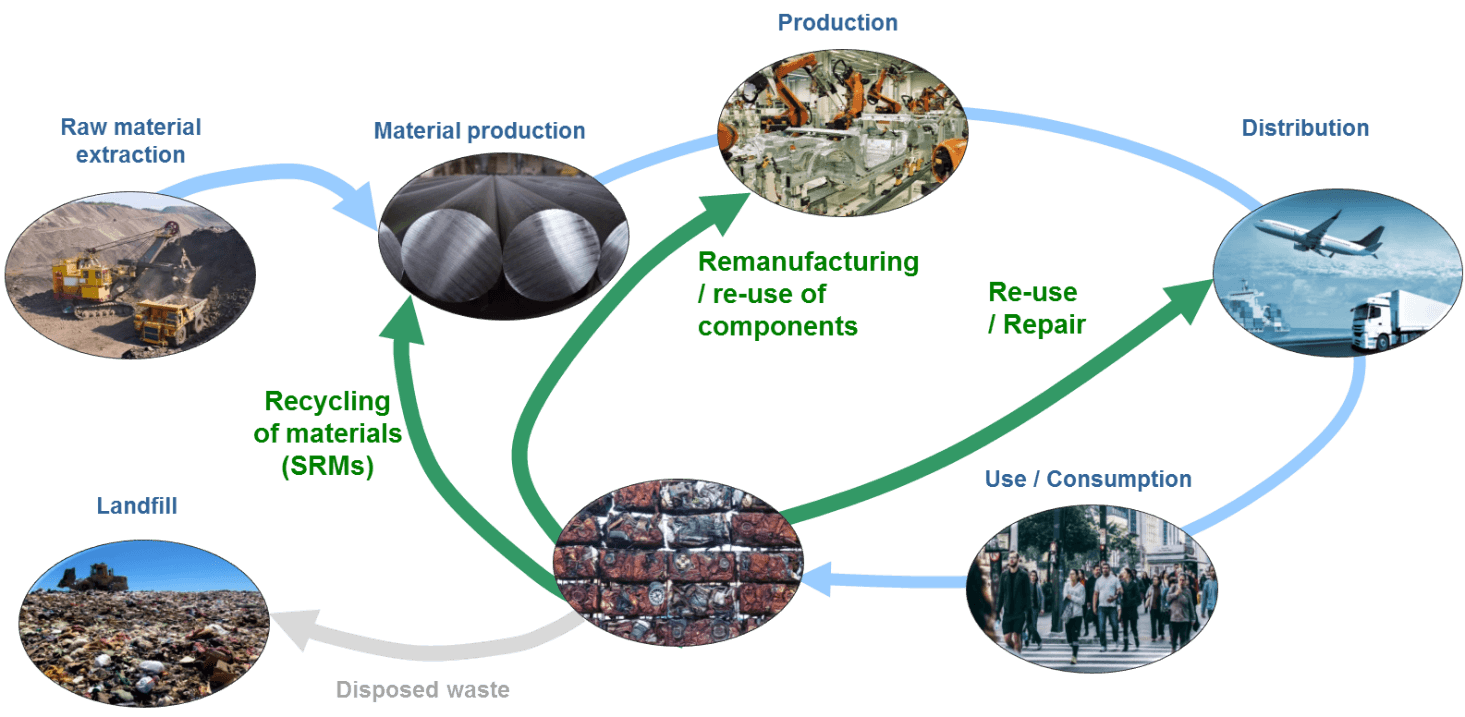 Production
Raw material
extraction
Material production
Distribution
Remanufacturing
/ re-use of
components
Re-use
/ Repair
Recycling
of materials
(SRMs)
Use / Consumption
Landfill
Disposed waste